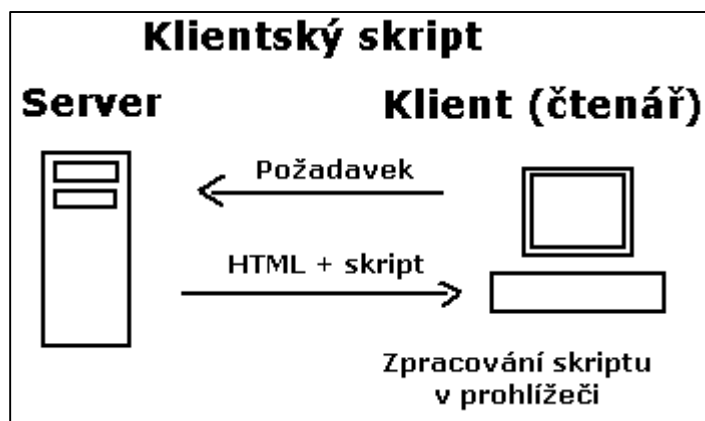 Klientský skript
Server
Klient (čtenář)
Požadavek
HTML + skript
Zpracování skriptu
v prohlížeči